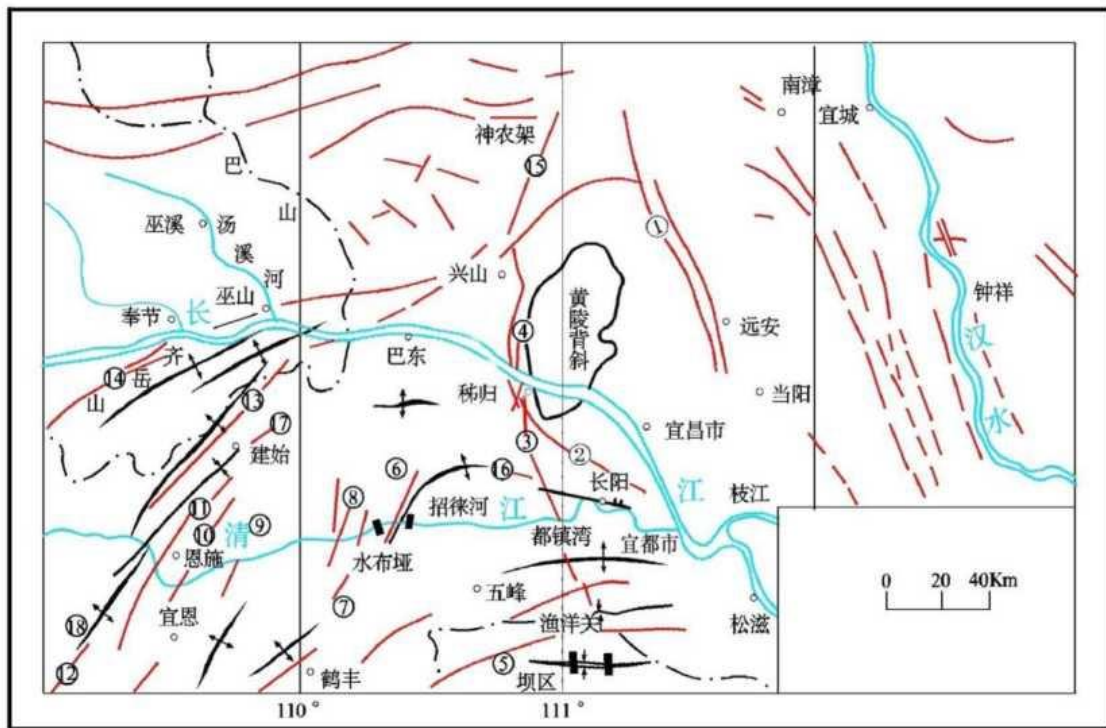 南漳
宜城
神农架
⑮
巴
山
巫溪
汤
溪
河
①
兴山
黄陵背斜
钟祥
巫山
奉节
长
④
远安
汉
巴东
齐
岳
山
⑭
秭归
当阳
⑬
水
⑰
③
②
宜昌市
建始
⑥
⑯
长阳
招徕河
江
江
枝江
⑧
⑪
⑩
⑨
清
恩施
水布垭
都镇湾
宜都市
0 20 40Km
⑦
五峰
宜恩
⑱
渔洋关
松滋
⑫
鹤丰
⑤
坝区
110°
111°